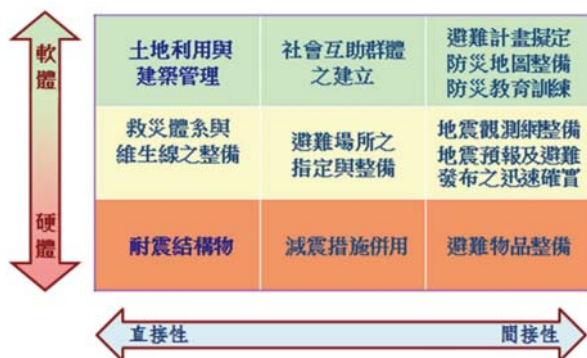 軟體
硬體
土地利用與
建築管理
社會互助群體
之建立
避難計畫擬定
防災地圖整備
防災教育訓練
救災體系與
維生線之整備
避難場所之
指定與整備
地震觀測網整備
地震預報及避難
發布之迅速確實
耐震結構物
減震措施併用
避難物品整備
直接性
間接性